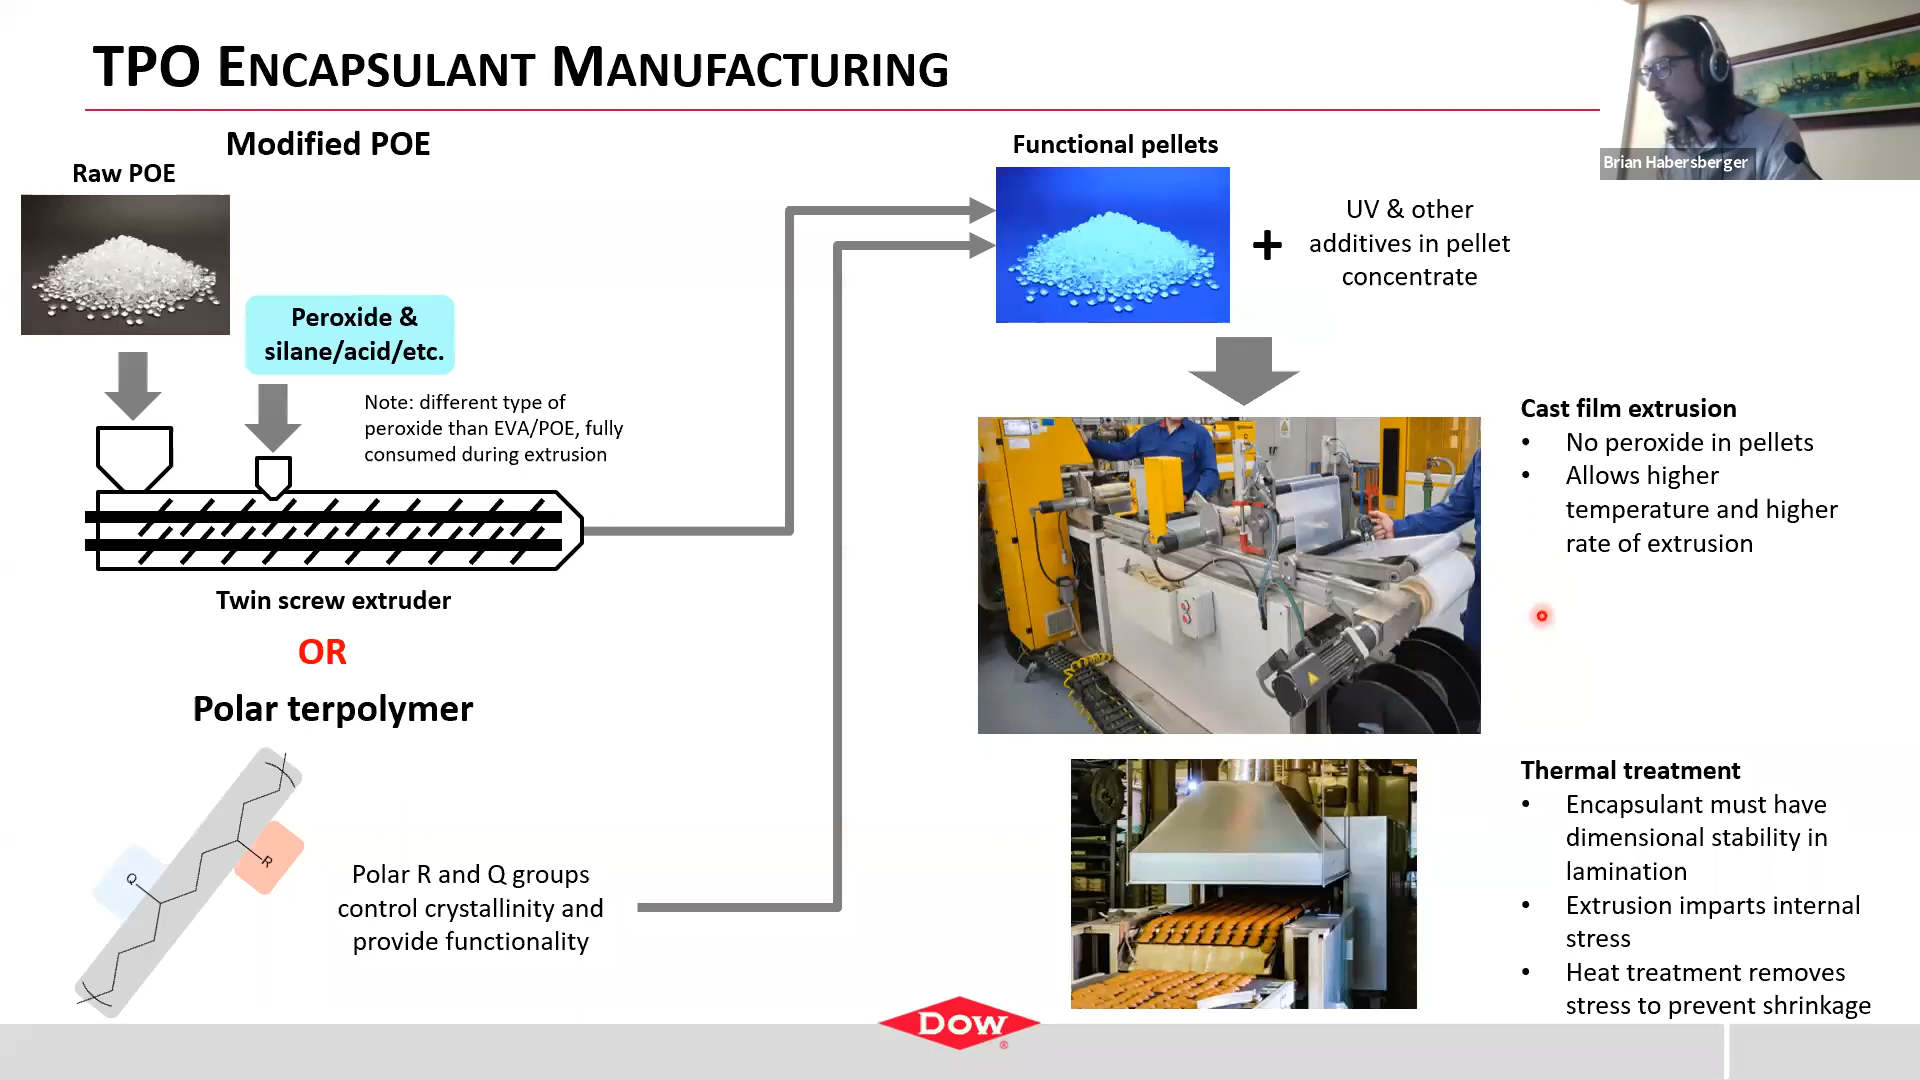 TPO ENCAPSULANT MANUFACTURING
Brian Habersberger
Modified POE
Raw POE
Peroxide &
silane/acid/etc.
Note: different type of
peroxide than EVA/POE, fully
consumed during extrusion
Twin screw extruder
OR
Polar terpolymer
Q
R
Polar R and Q groups
control crystallinity and
provide functionality
Functional pellets
+
UV & other
additives in pellet
concentrate
Cast film extrusion
• No peroxide in pellets
• Allows higher
temperature and higher
rate of extrusion
Thermal treatment
• Encapsulant must have
dimensional stability in
lamination
• Extrusion imparts internal
stress
• Heat treatment removes
stress to prevent shrinkage
DOW
®